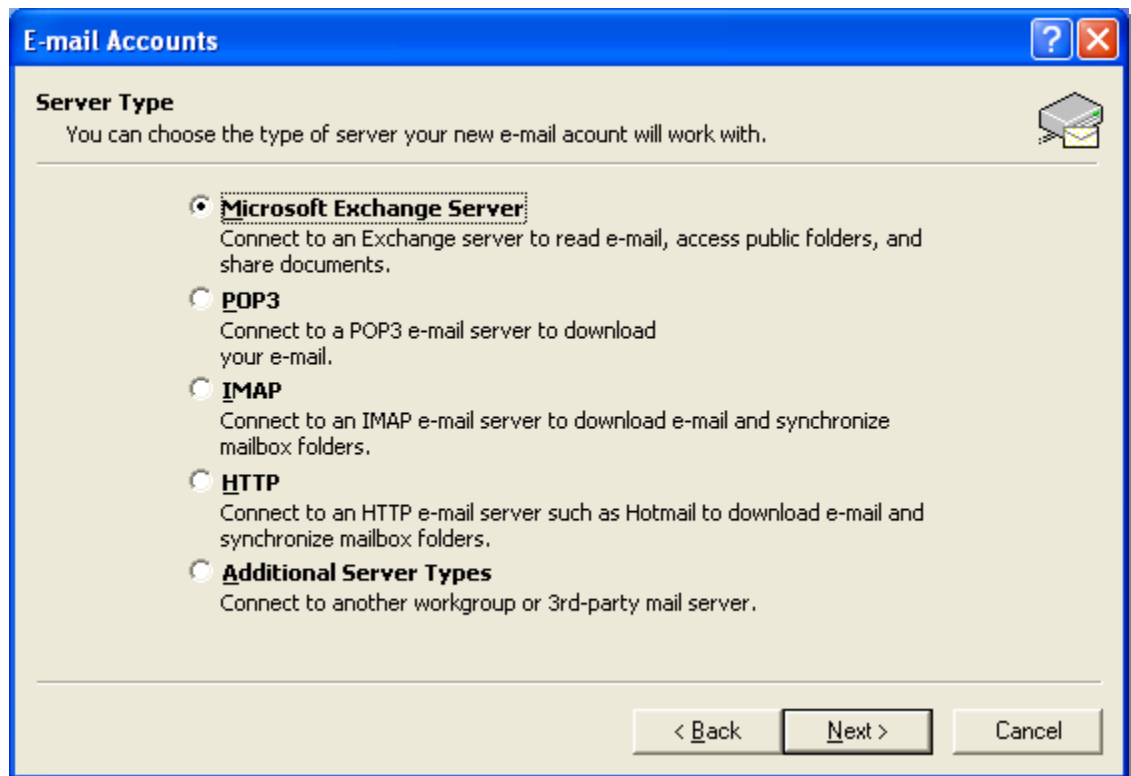 E-mail Accounts
Server Type
You can choose the type of server your new e-mail acount will work with.
Microsoft Exchange Server
Connect to an Exchange server to read e-mail, access public folders, and
share documents.
POP3
Connect to a POP3 e-mail server to download
your e-mail.
IMAP
Connect to an IMAP e-mail server to download e-mail and synchronize
mailbox folders.
HTTP
Connect to an HTTP e-mail server such as Hotmail to download e-mail and
synchronize mailbox folders.
Additional Server Types
Connect to another workgroup or 3rd-party mail server.
< Back Next > Cancel